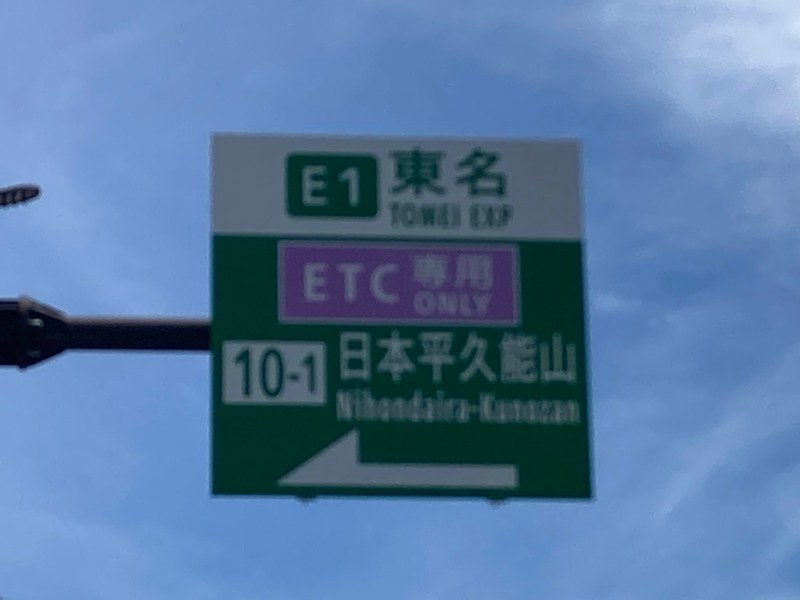 E1 東名
TOMEI EXP
ETC 専用
ONLY
10-1 日本平久能山
Nihondaira-Kunozan